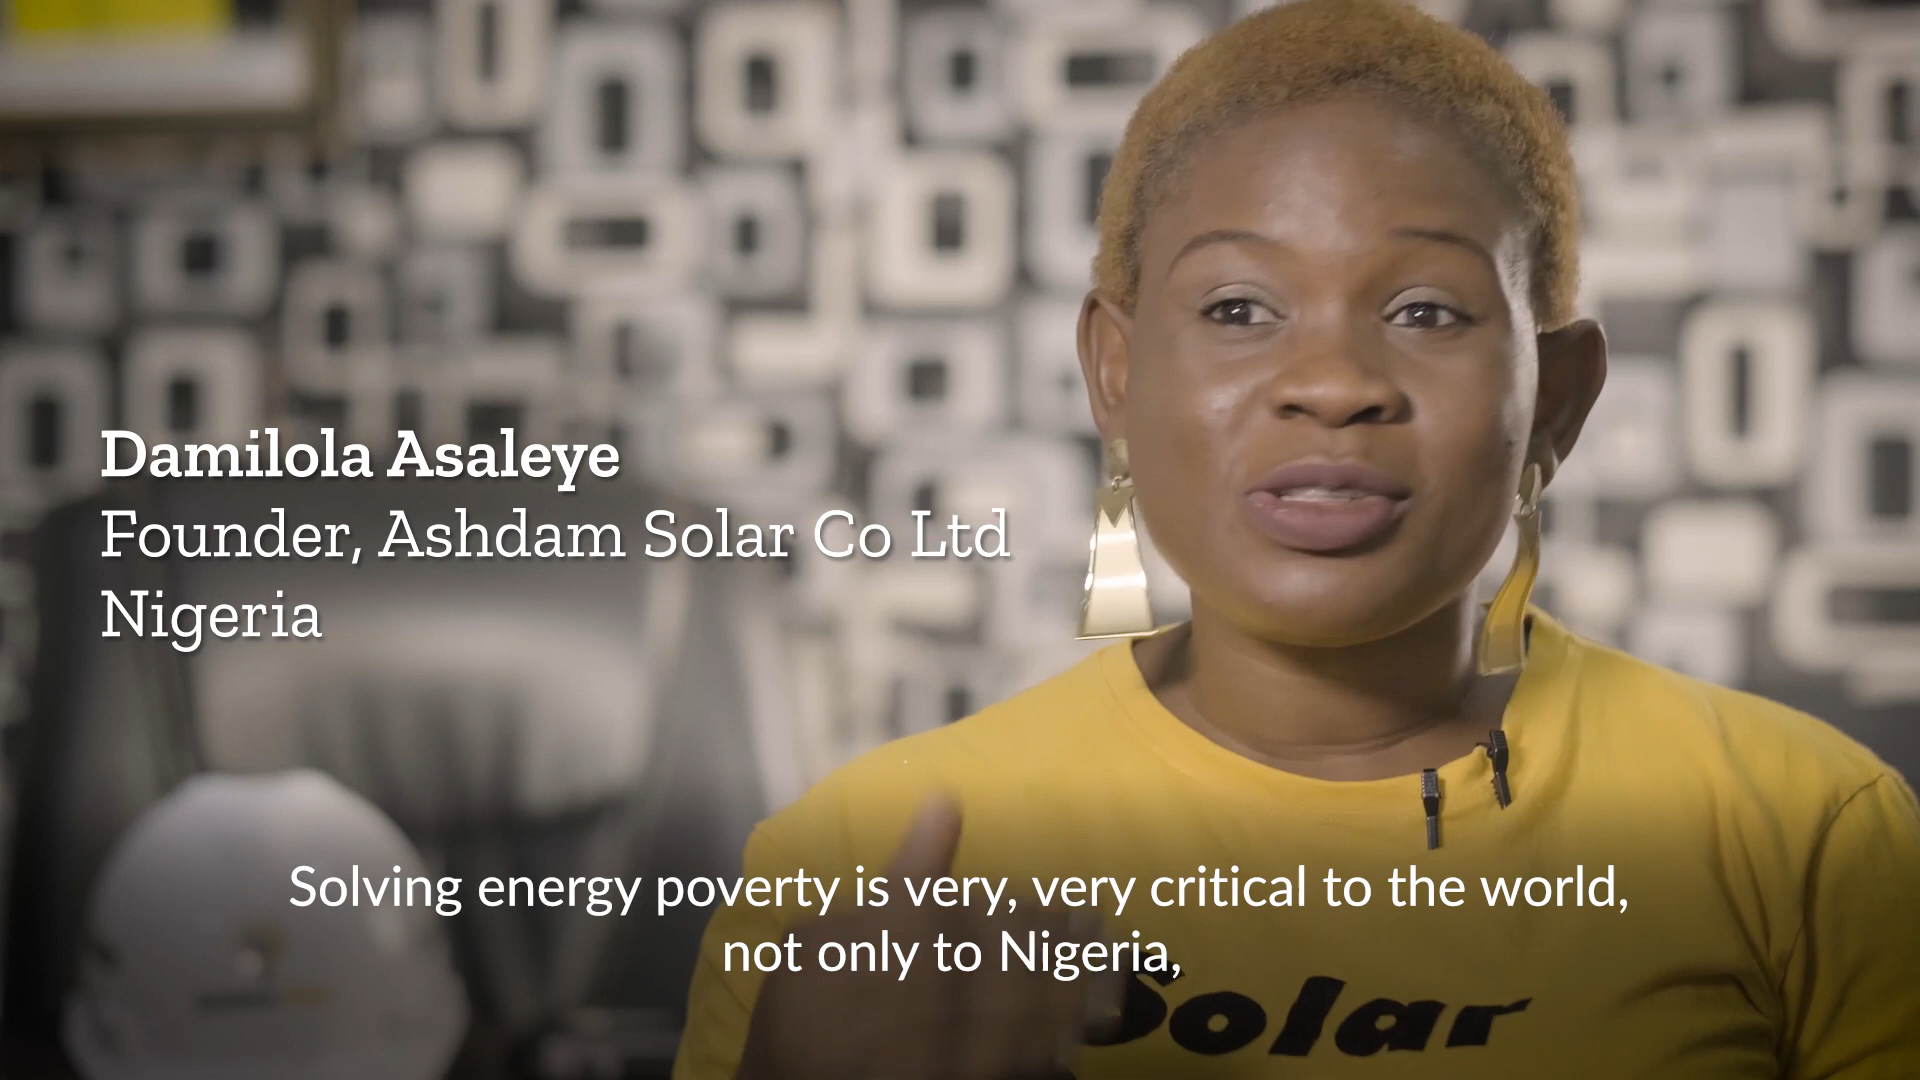 Damilola Asaleye
Founder, Ashdam Solar Co Ltd
Nigeria
Solving energy poverty is very, very critical to the world,
not only to Nigeria,
Solar